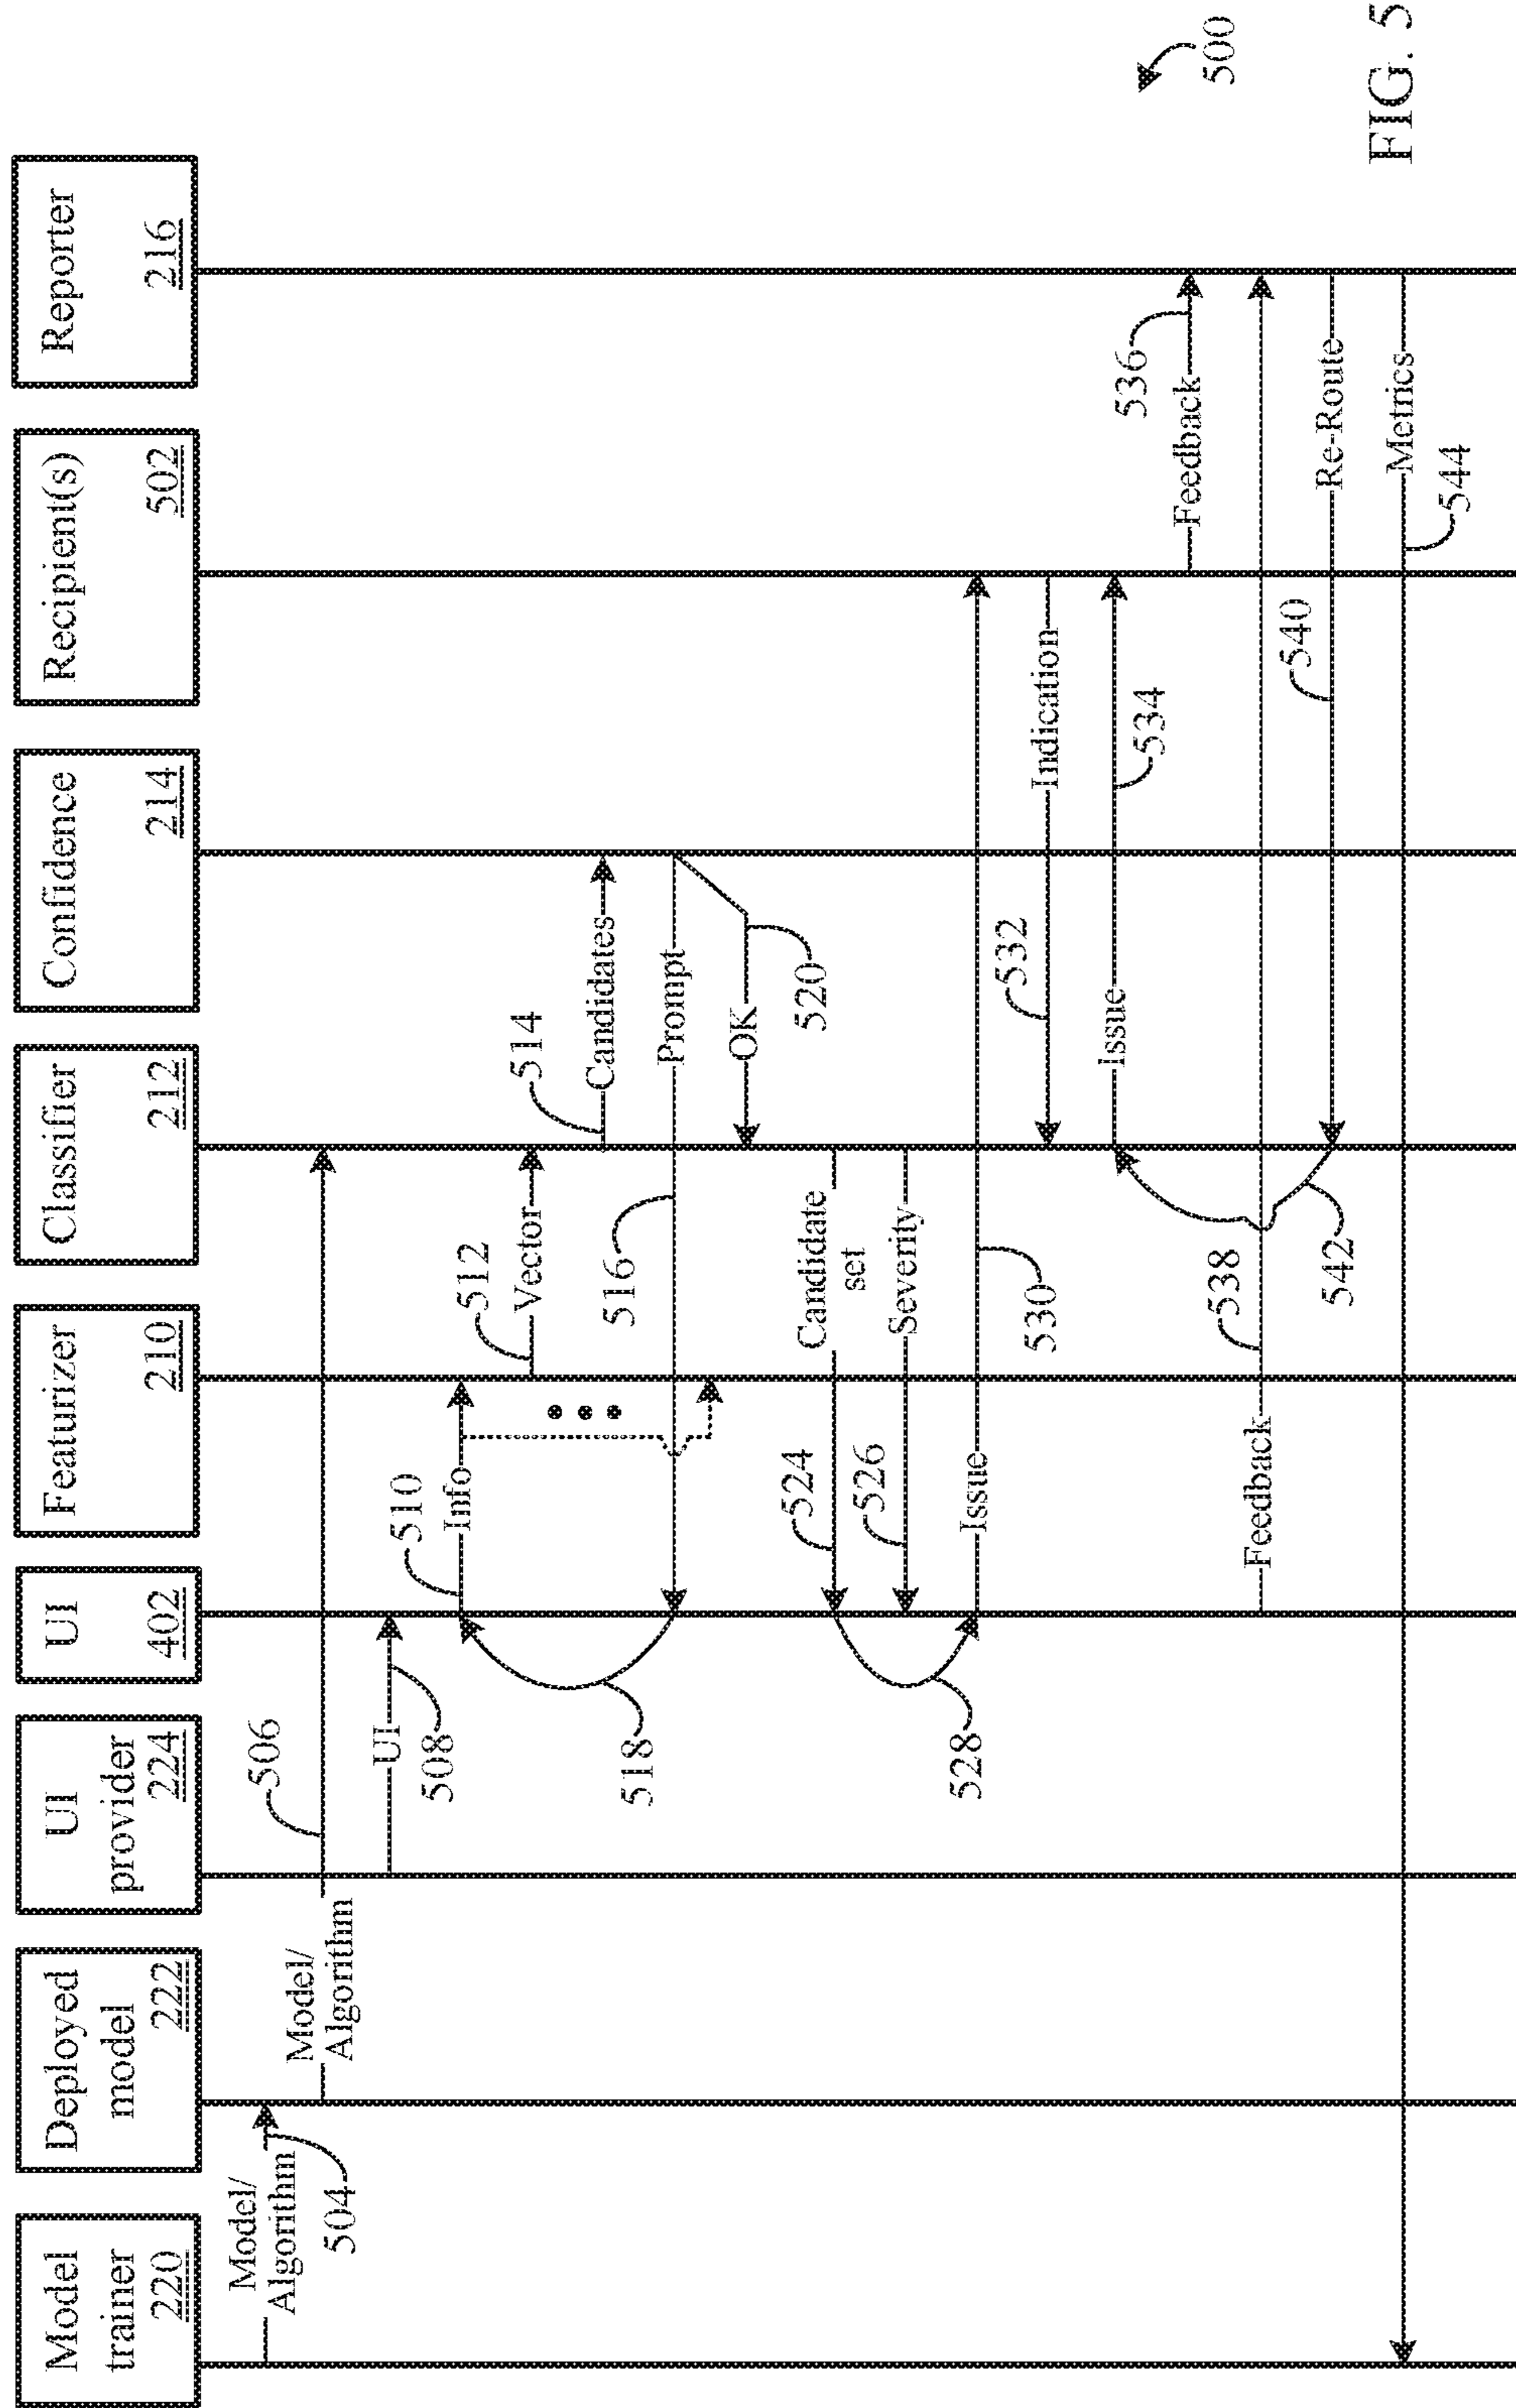 Model
trainer
220
Deployed
model
222
UI
provider
224
UI
402
Featurizer
210
Classifier
212
Confidence
214
Recipient(s)
502
Reporter
216
Model/
Algorithm
504
Model/
Algorithm
506
UI
508
510
Info
512
Vector
514
Candidates
Prompt
516
518
OK
520
Candidate
set
524
Severity
526
528
Issue
530
Indication
532
Issue
534
536
Feedback
Feedback
538
Re-Route
540
542
Metrics
544
500
FIG. 5